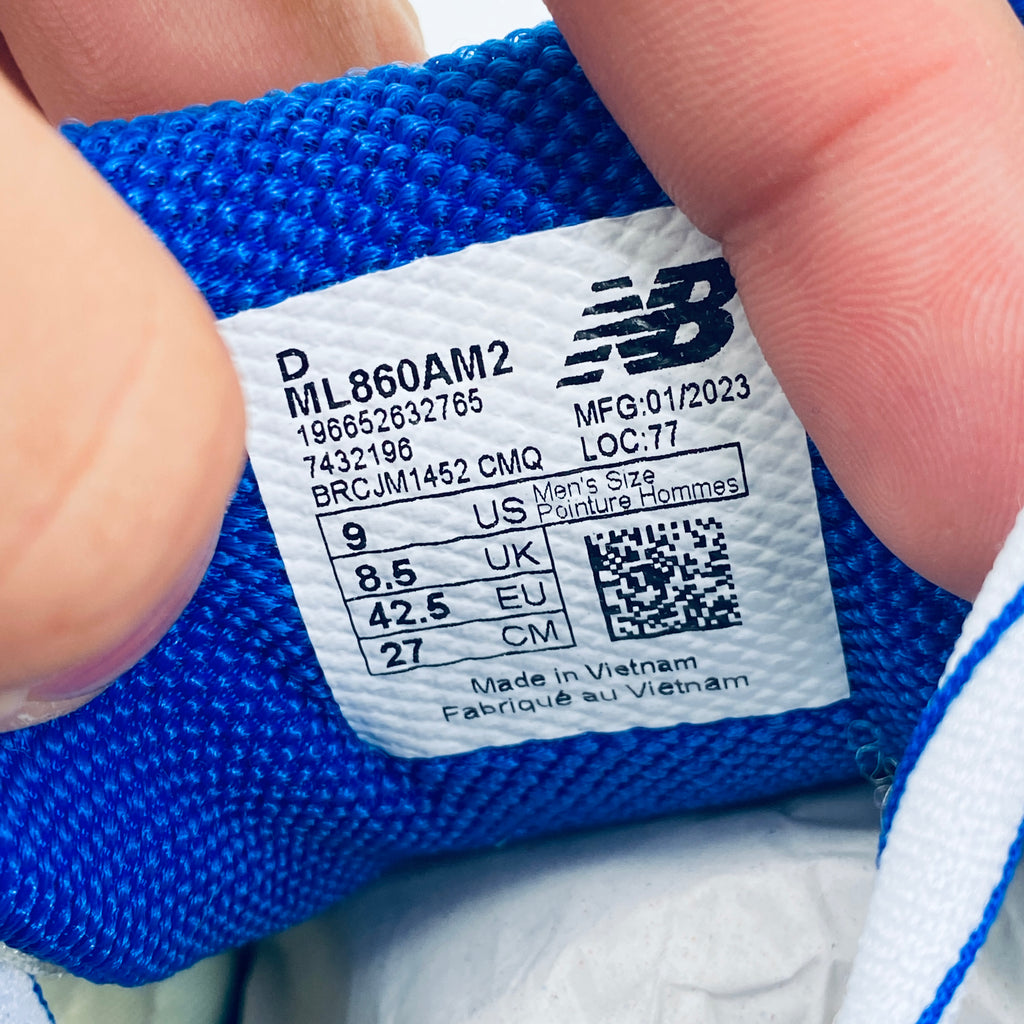 NB
D
ML860AM2
196652632765
MFG:01/2023
7432196
LOC:77
BRCJM1452 CMQ
9 US Men's Size
Pointure Hommes
8.5 UK
42.5 EU
27 CM
Made in Vietnam
Fabriqué au Vietnam